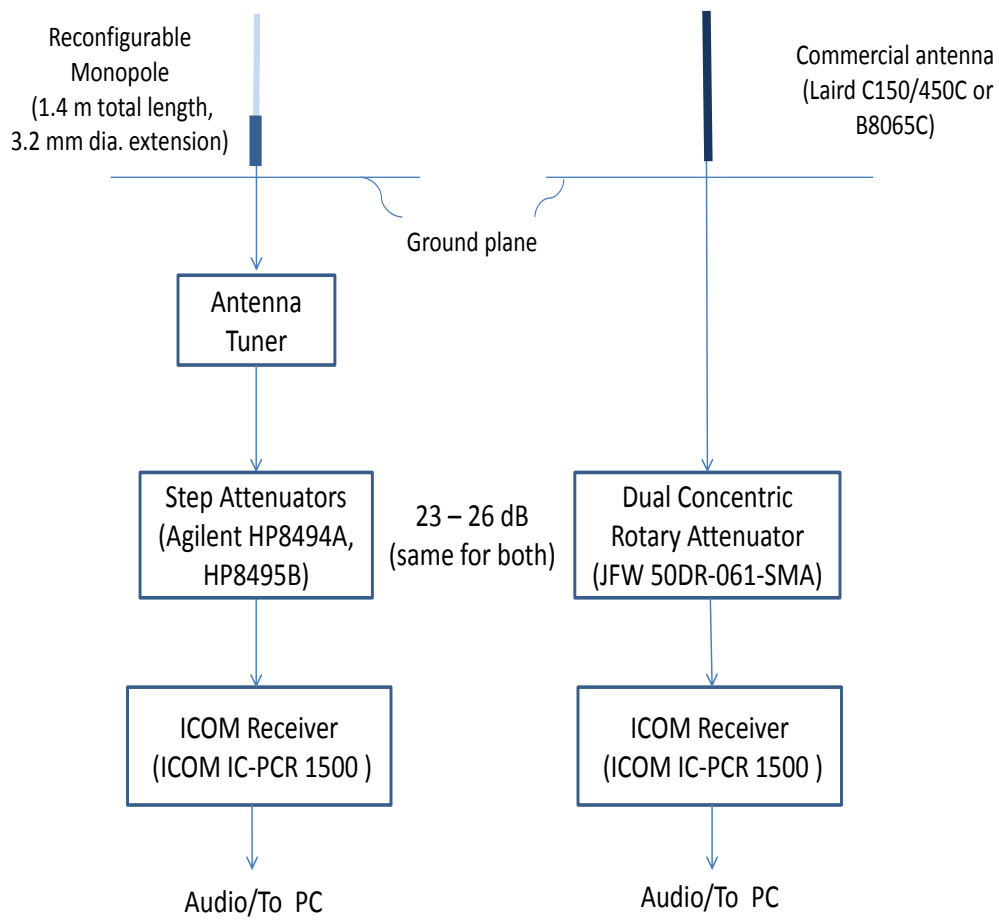 Reconfigurable
Monopole
(1.4 m total length,
3.2 mm dia. extension)
Commercial antenna
(Laird C150/450C or
B8065C)
Ground plane
Antenna
Tuner
Step Attenuators
(Agilent HP8494A,
HP8495B)
23 – 26 dB
(same for both)
Dual Concentric
Rotary Attenuator
(JFW 50DR-061-SMA)
ICOM Receiver
(ICOM IC-PCR 1500 )
ICOM Receiver
(ICOM IC-PCR 1500 )
Audio/To PC
Audio/To PC